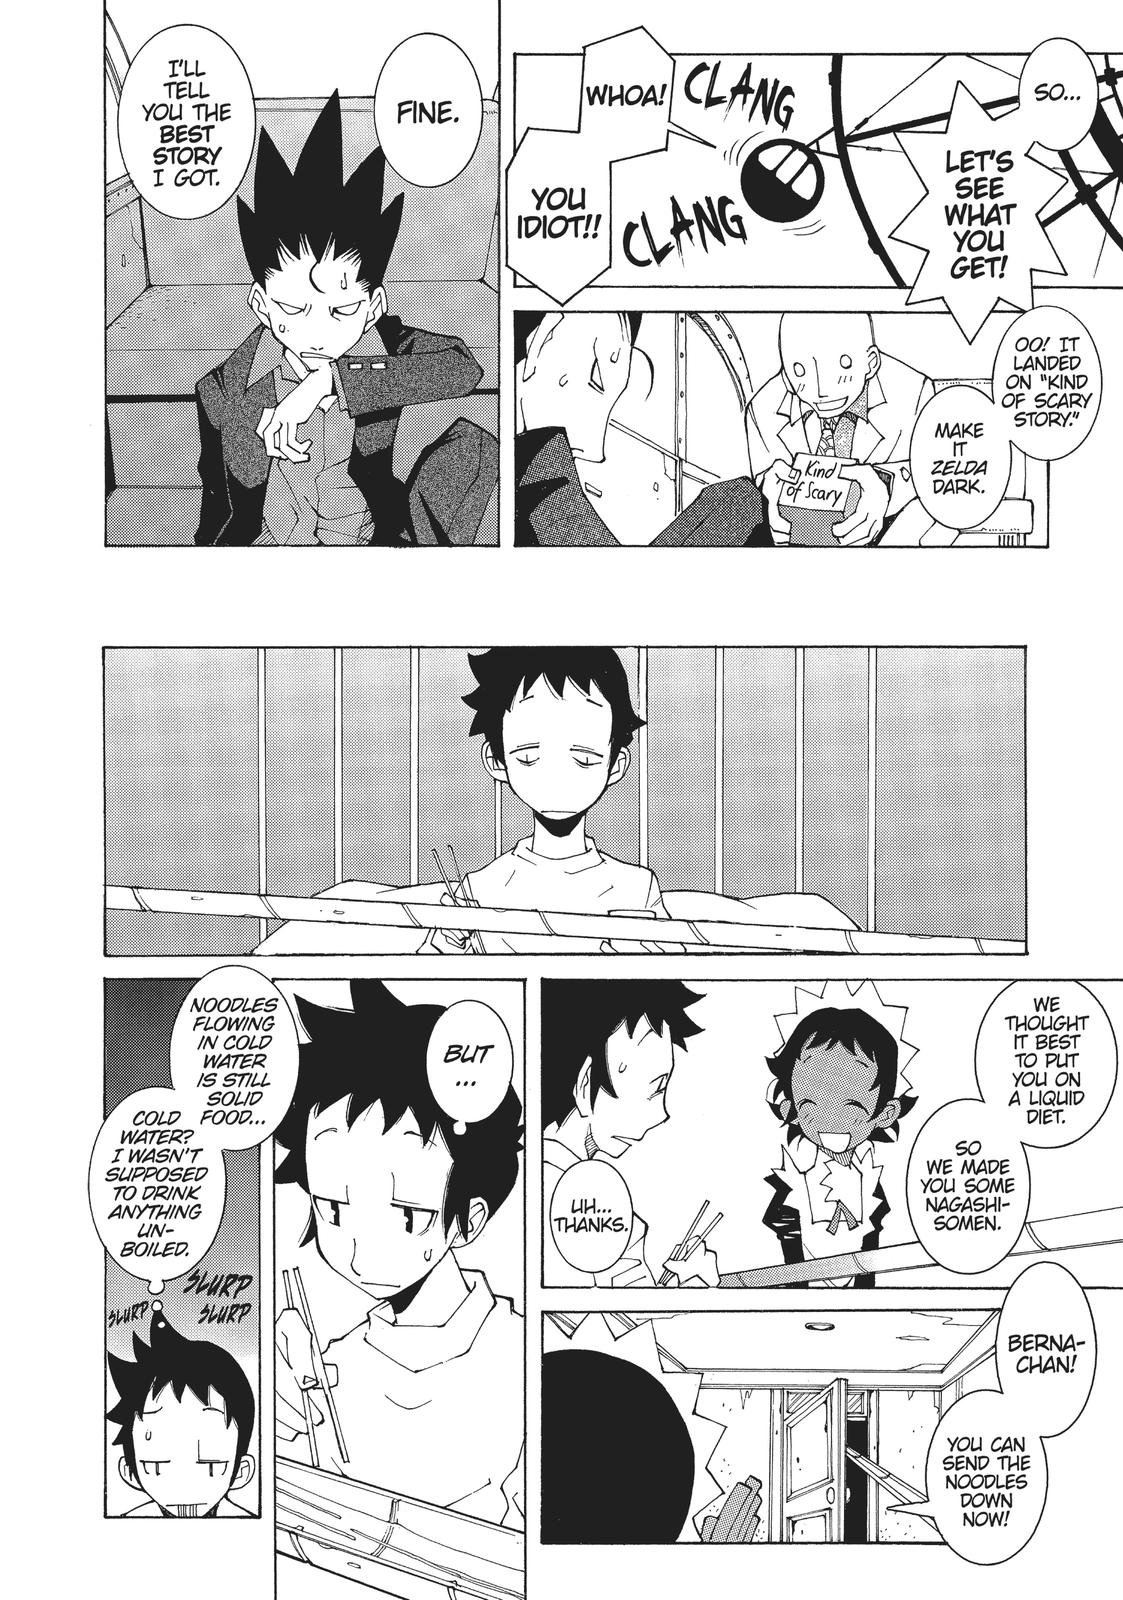 SO...
LET'S
SEE
WHAT
YOU
GET!
CLANG
CLANG
WHOA!
YOU
IDIOT!!
OO! IT
LANDED
ON "KIND
OF SCARY
STORY."
MAKE
IT
ZELDA
DARK.
Kind
of Scary
FINE.
I'LL
TELL
YOU THE
BEST
STORY
I GOT.
WE
THOUGHT
IT BEST
TO PUT
YOU ON
A LIQUID
DIET.
SO
WE MADE
YOU SOME
NAGASHI-
SOMEN.
UH...
THANKS.
BERNA-
CHAN!
YOU CAN
SEND THE
NOODLES
DOWN
NOW!
BUT
...
NOODLES
FLOWING
IN COLD
WATER
IS STILL
SOLID
FOOD...
COLD
WATER?
I WASN'T
SUPPOSED
TO DRINK
ANYTHING
UN-
BOILED.
SLURP
SLURP
SLURP